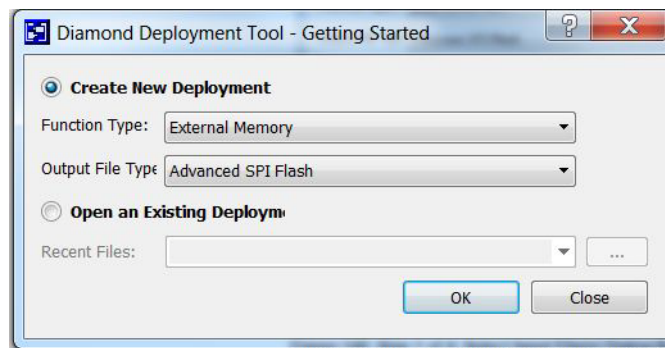 Diamond Deployment Tool - Getting Started
Create New Deployment
Function Type: External Memory
Output File Type Advanced SPI Flash
Open an Existing Deploym
Recent Files: ...
OK Close